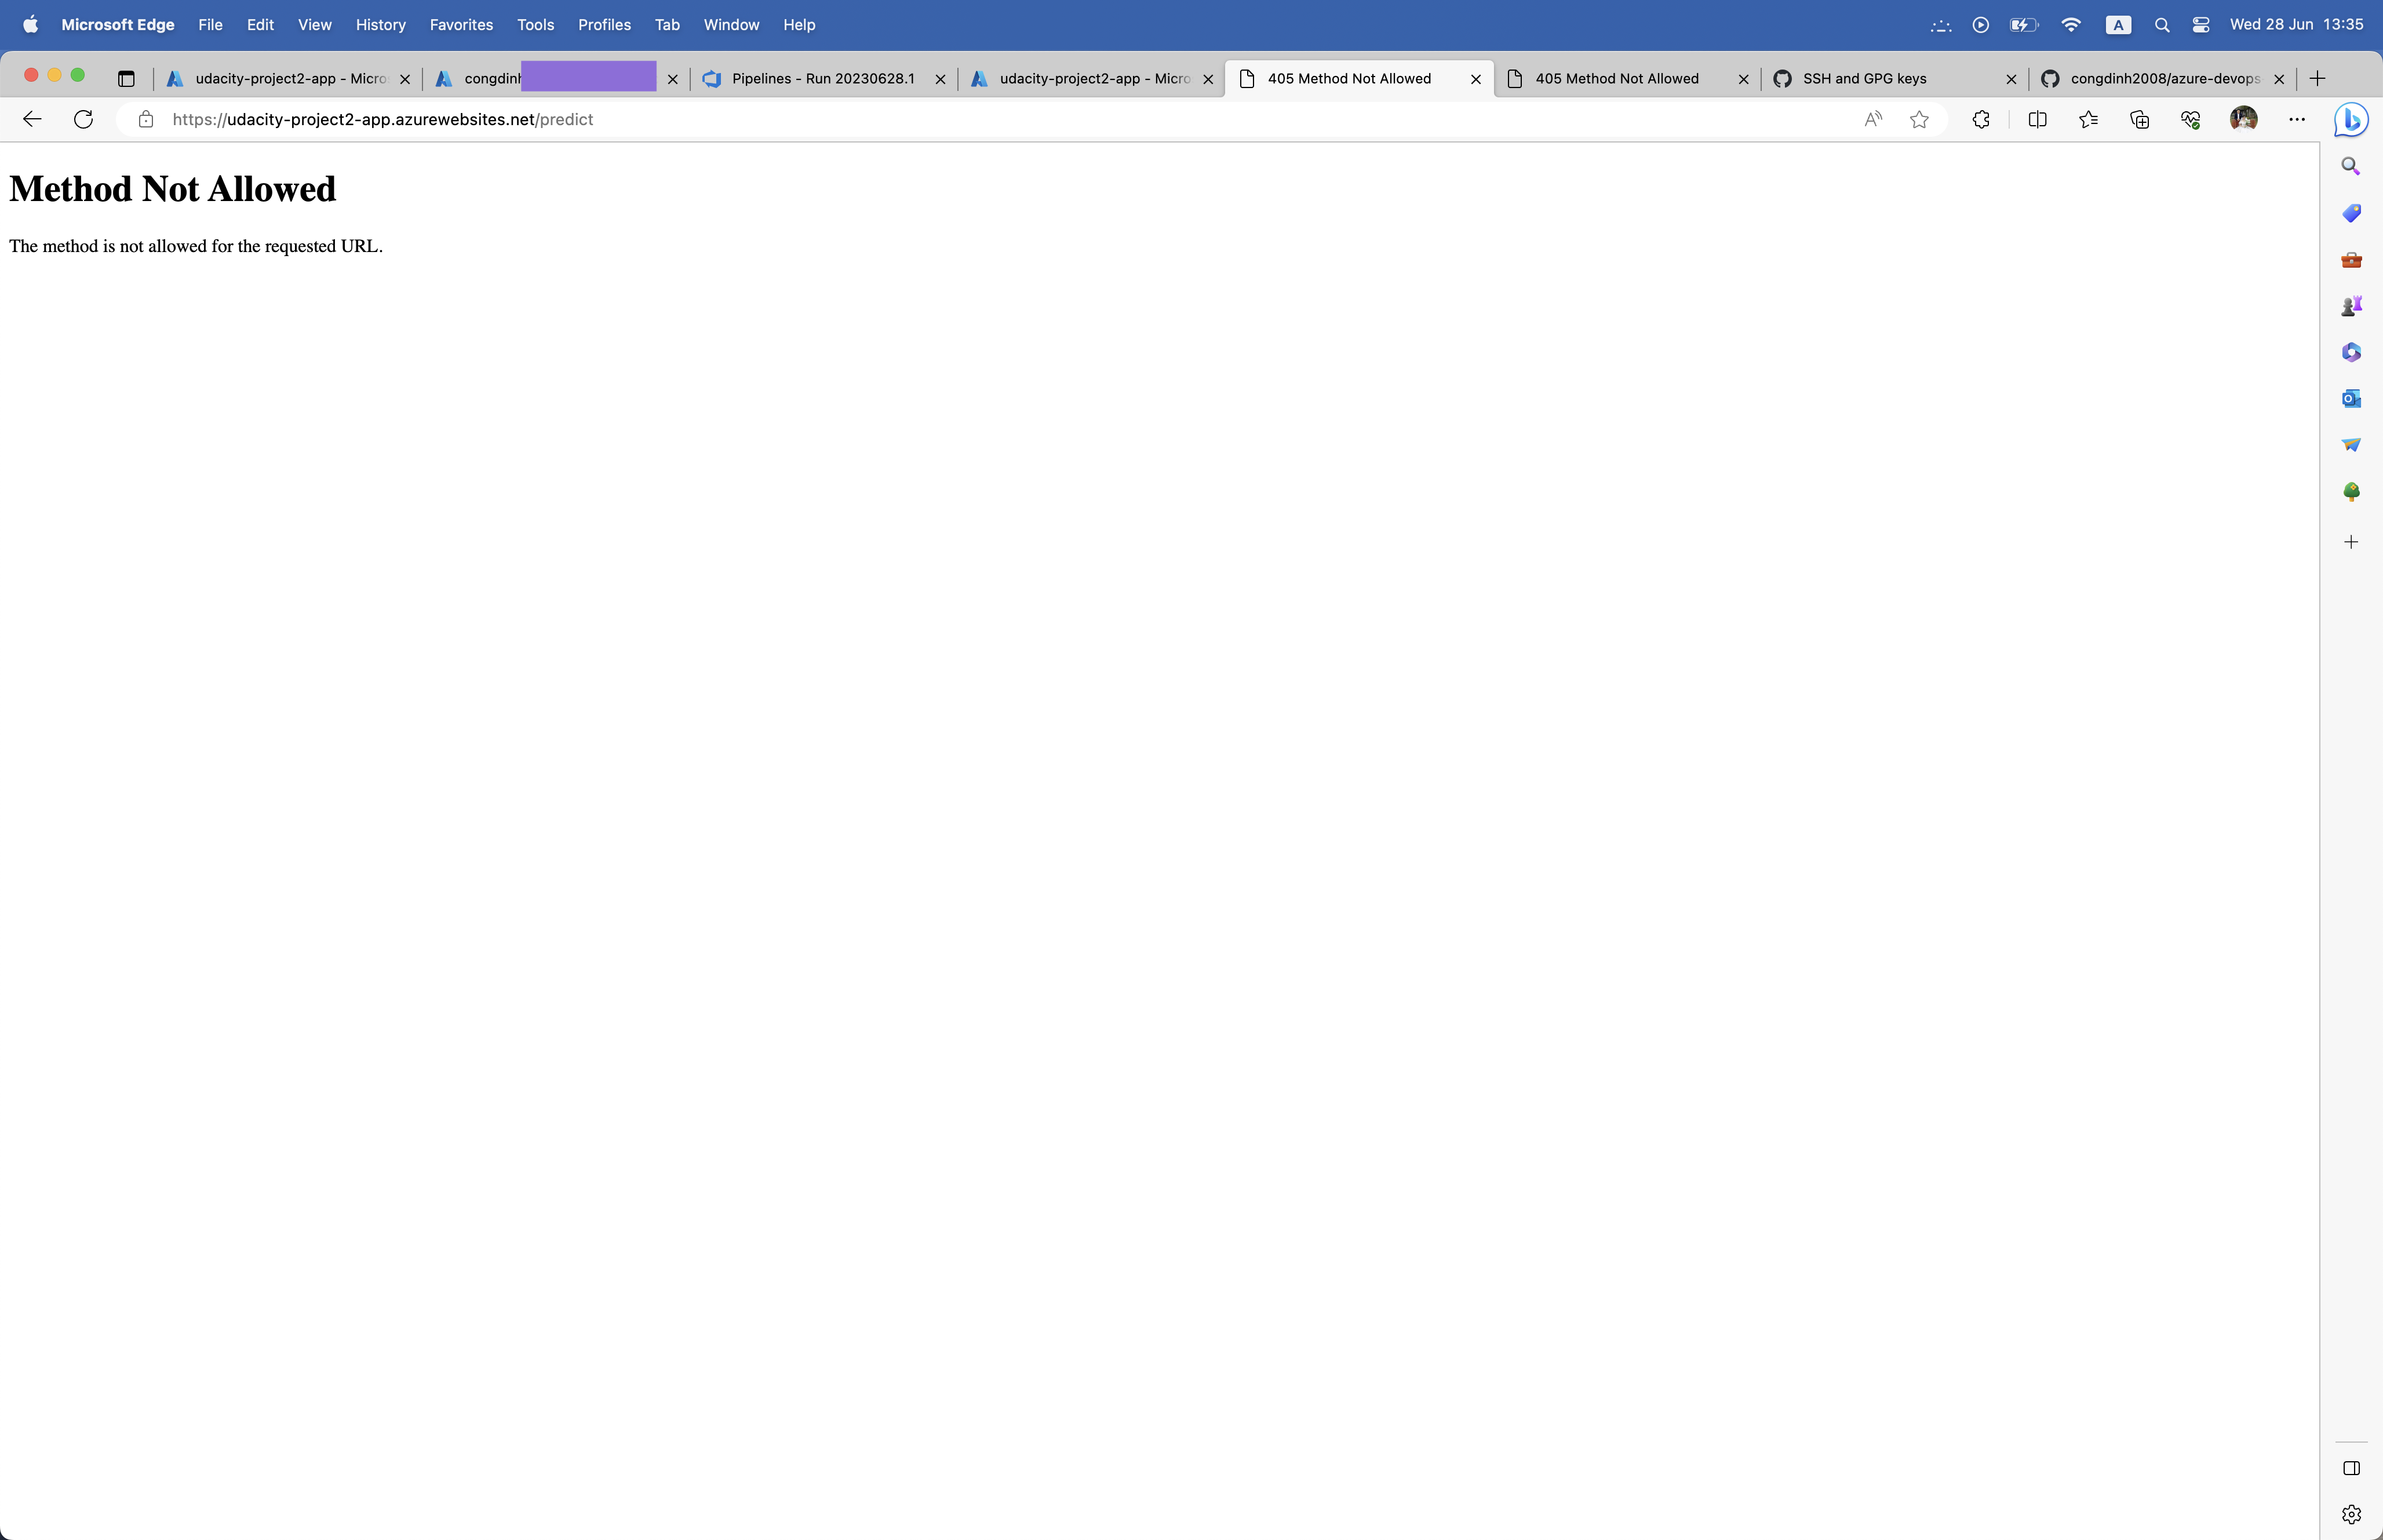 Microsoft Edge File Edit View History Favorites Tools Profiles Tab Window Help A Wed 28 Jun 13:35
udacity-project2-app - Micro congdinh Pipelines - Run 20230628.1 udacity-project2-app - Micro 405 Method Not Allowed 405 Method Not Allowed SSH and GPG keys congdinh2008/azure-devops
https://udacity-project2-app.azurewebsites.net/predict
Method Not Allowed
The method is not allowed for the requested URL.